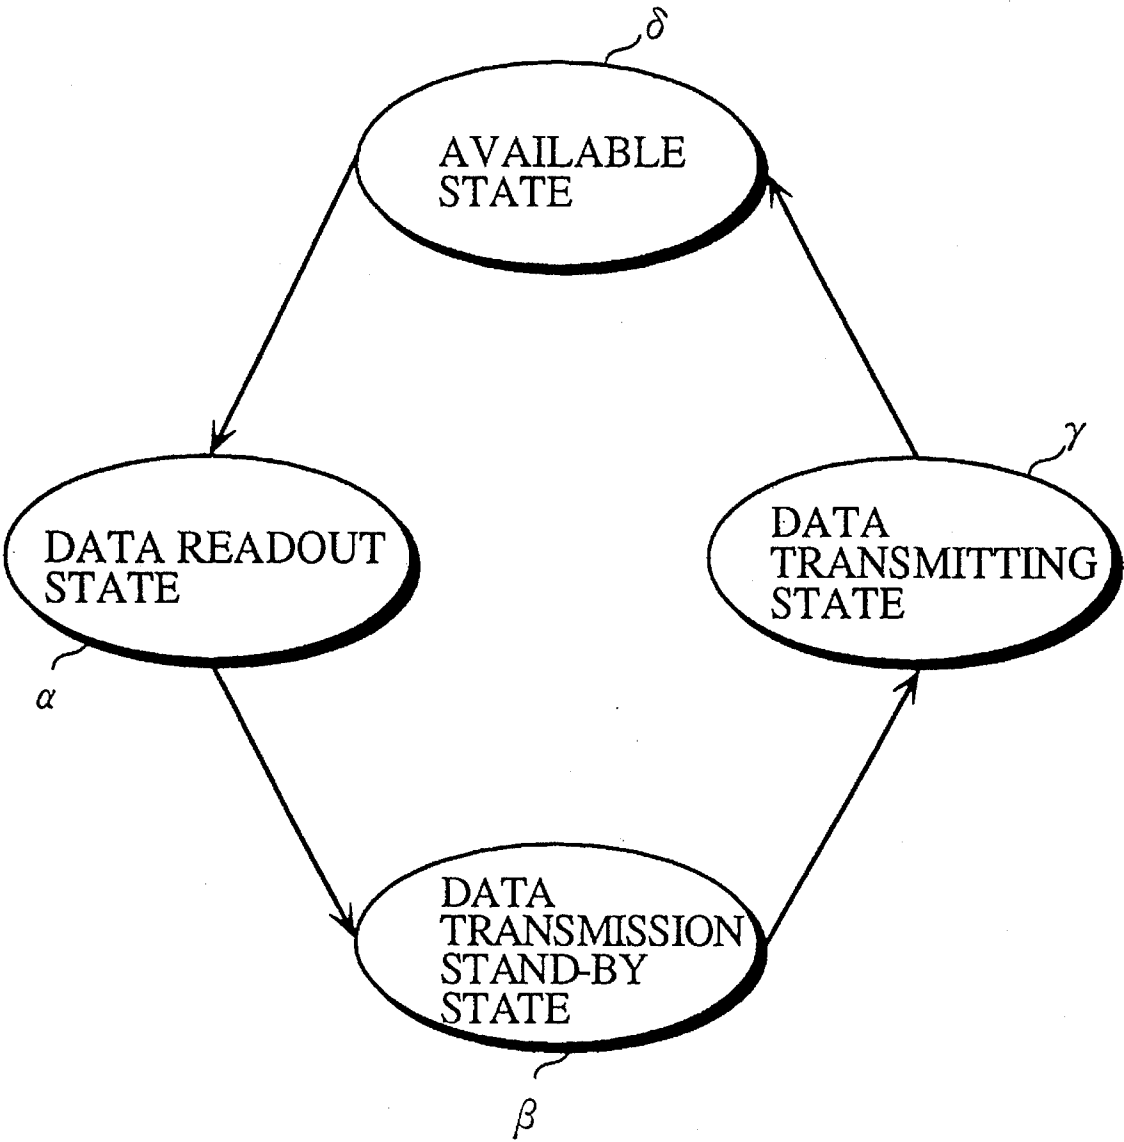 δ
AVAILABLE
STATE
γ
DATA READOUT
STATE
DATA
TRANSMITTING
STATE
α
DATA
TRANSMISSION
STAND-BY
STATE
β